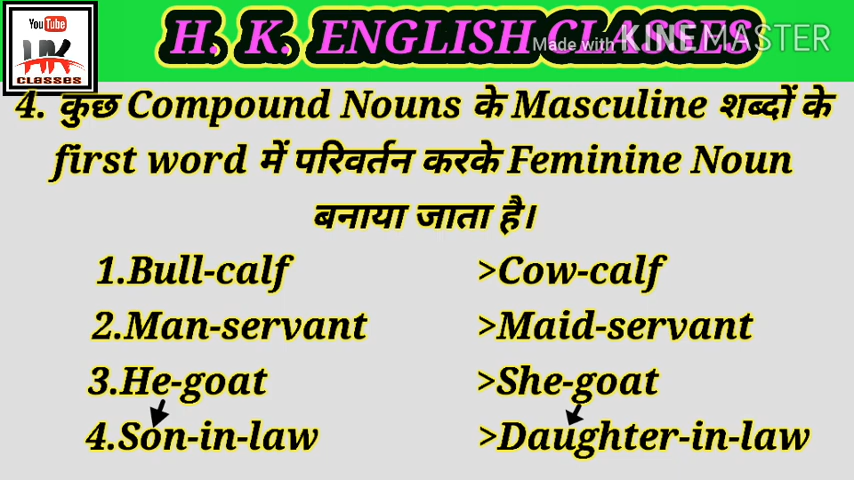 H. K. ENGLISH CLASSES
Made with KINEMASTER
YouTube
HK
CLASSES
4. कुछ Compound Nouns के Masculine शब्दों के
first word में परिवर्तन करके Feminine Noun
बनाया जाता है।
1.Bull-calf >Cow-calf
2.Man-servant >Maid-servant
3.He-goat >She-goat
4.Son-in-law >Daughter-in-law